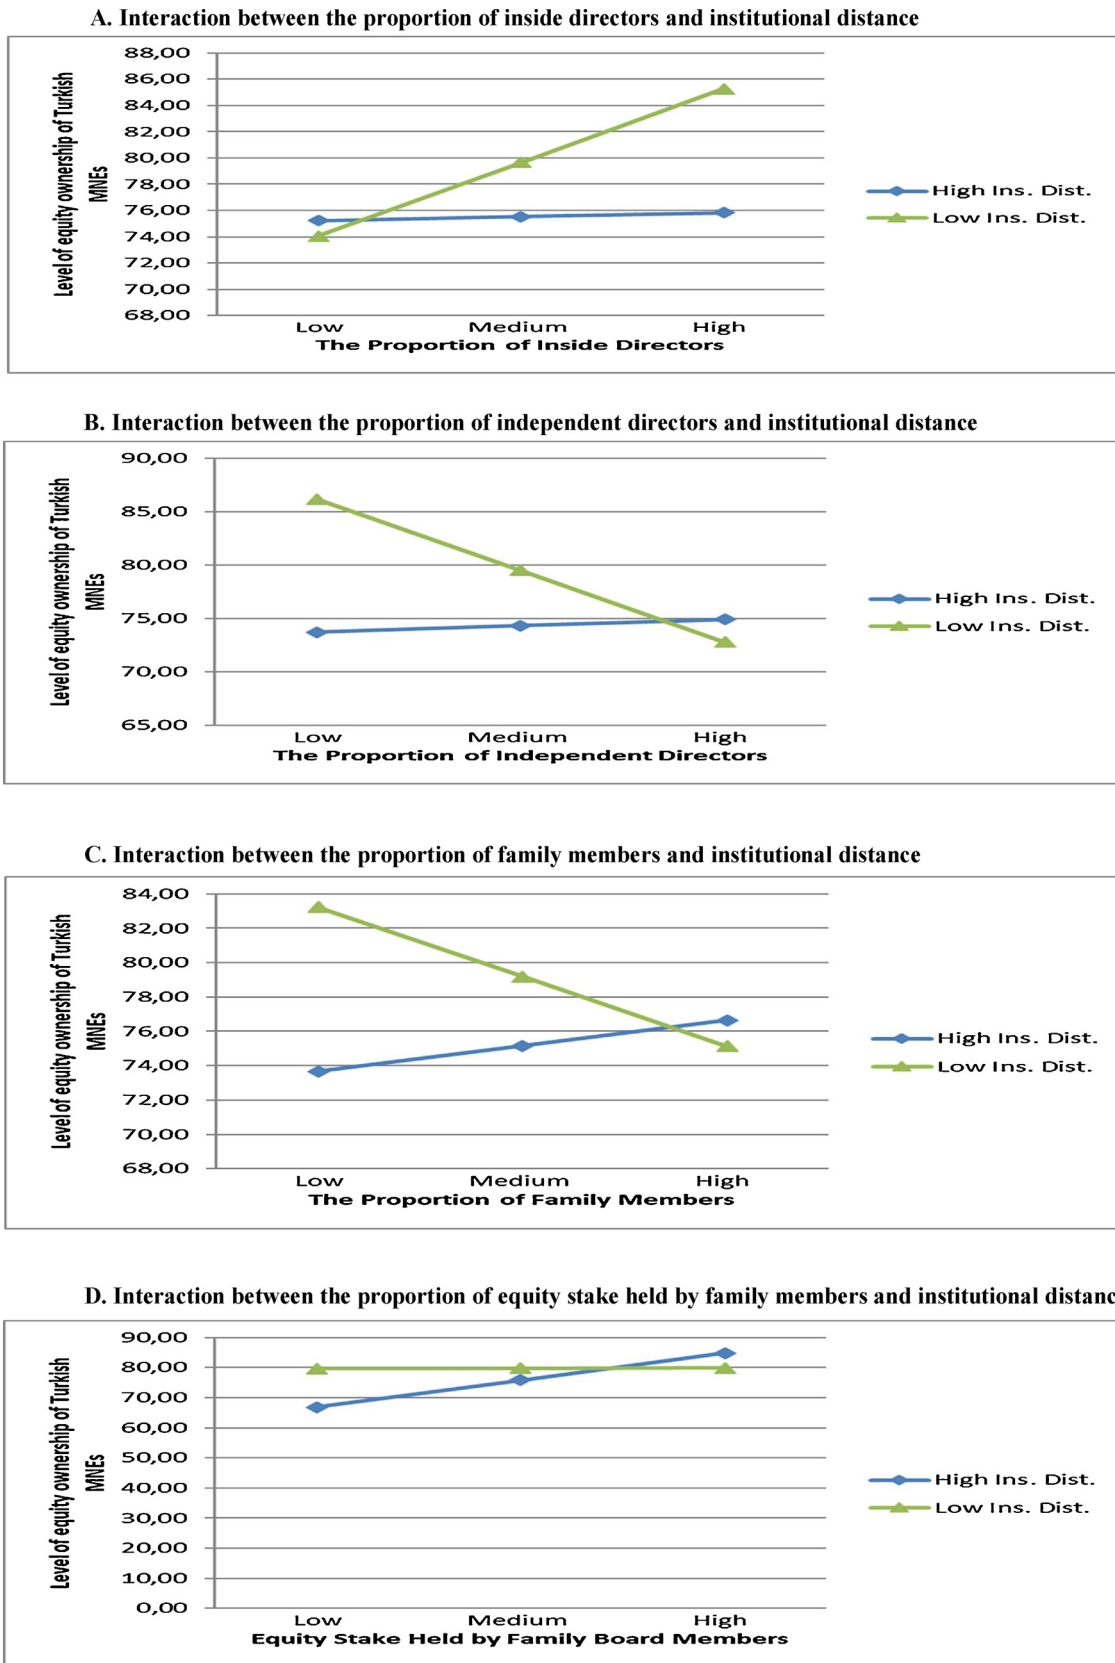 A. Interaction between the proportion of inside directors and institutional distance
Level of equity ownership of Turkish
MNEs
88,00
86,00
84,00
82,00
80,00
78,00
76,00
74,00
72,00
70,00
68,00
Low Medium High
The Proportion of Inside Directors
High Ins. Dist.
Low Ins. Dist.
B. Interaction between the proportion of independent directors and institutional distance
Level of equity ownership of Turkish
MNEs
90,00
85,00
80,00
75,00
70,00
65,00
Low Medium High
The Proportion of Independent Directors
High Ins. Dist.
Low Ins. Dist.
C. Interaction between the proportion of family members and institutional distance
Level of equity ownership of Turkish
MNEs
84,00
82,00
80,00
78,00
76,00
74,00
72,00
70,00
68,00
Low Medium High
The Proportion of Family Members
High Ins. Dist.
Low Ins. Dist.
D. Interaction between the proportion of equity stake held by family members and institutional distanc
Level of equity ownership of Turkish
MNEs
90,00
80,00
70,00
60,00
50,00
40,00
30,00
20,00
10,00
0,00
Low Medium High
Equity Stake Held by Family Board Members
High Ins. Dist.
Low Ins. Dist.